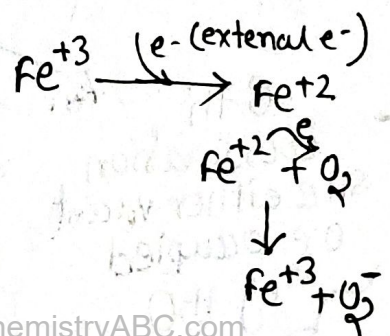 e- (extenal e-)
Fe+3 → Fe+2
e
Fe+2 + O2
↓
Fe+3 + O2-
hemistryABC.com